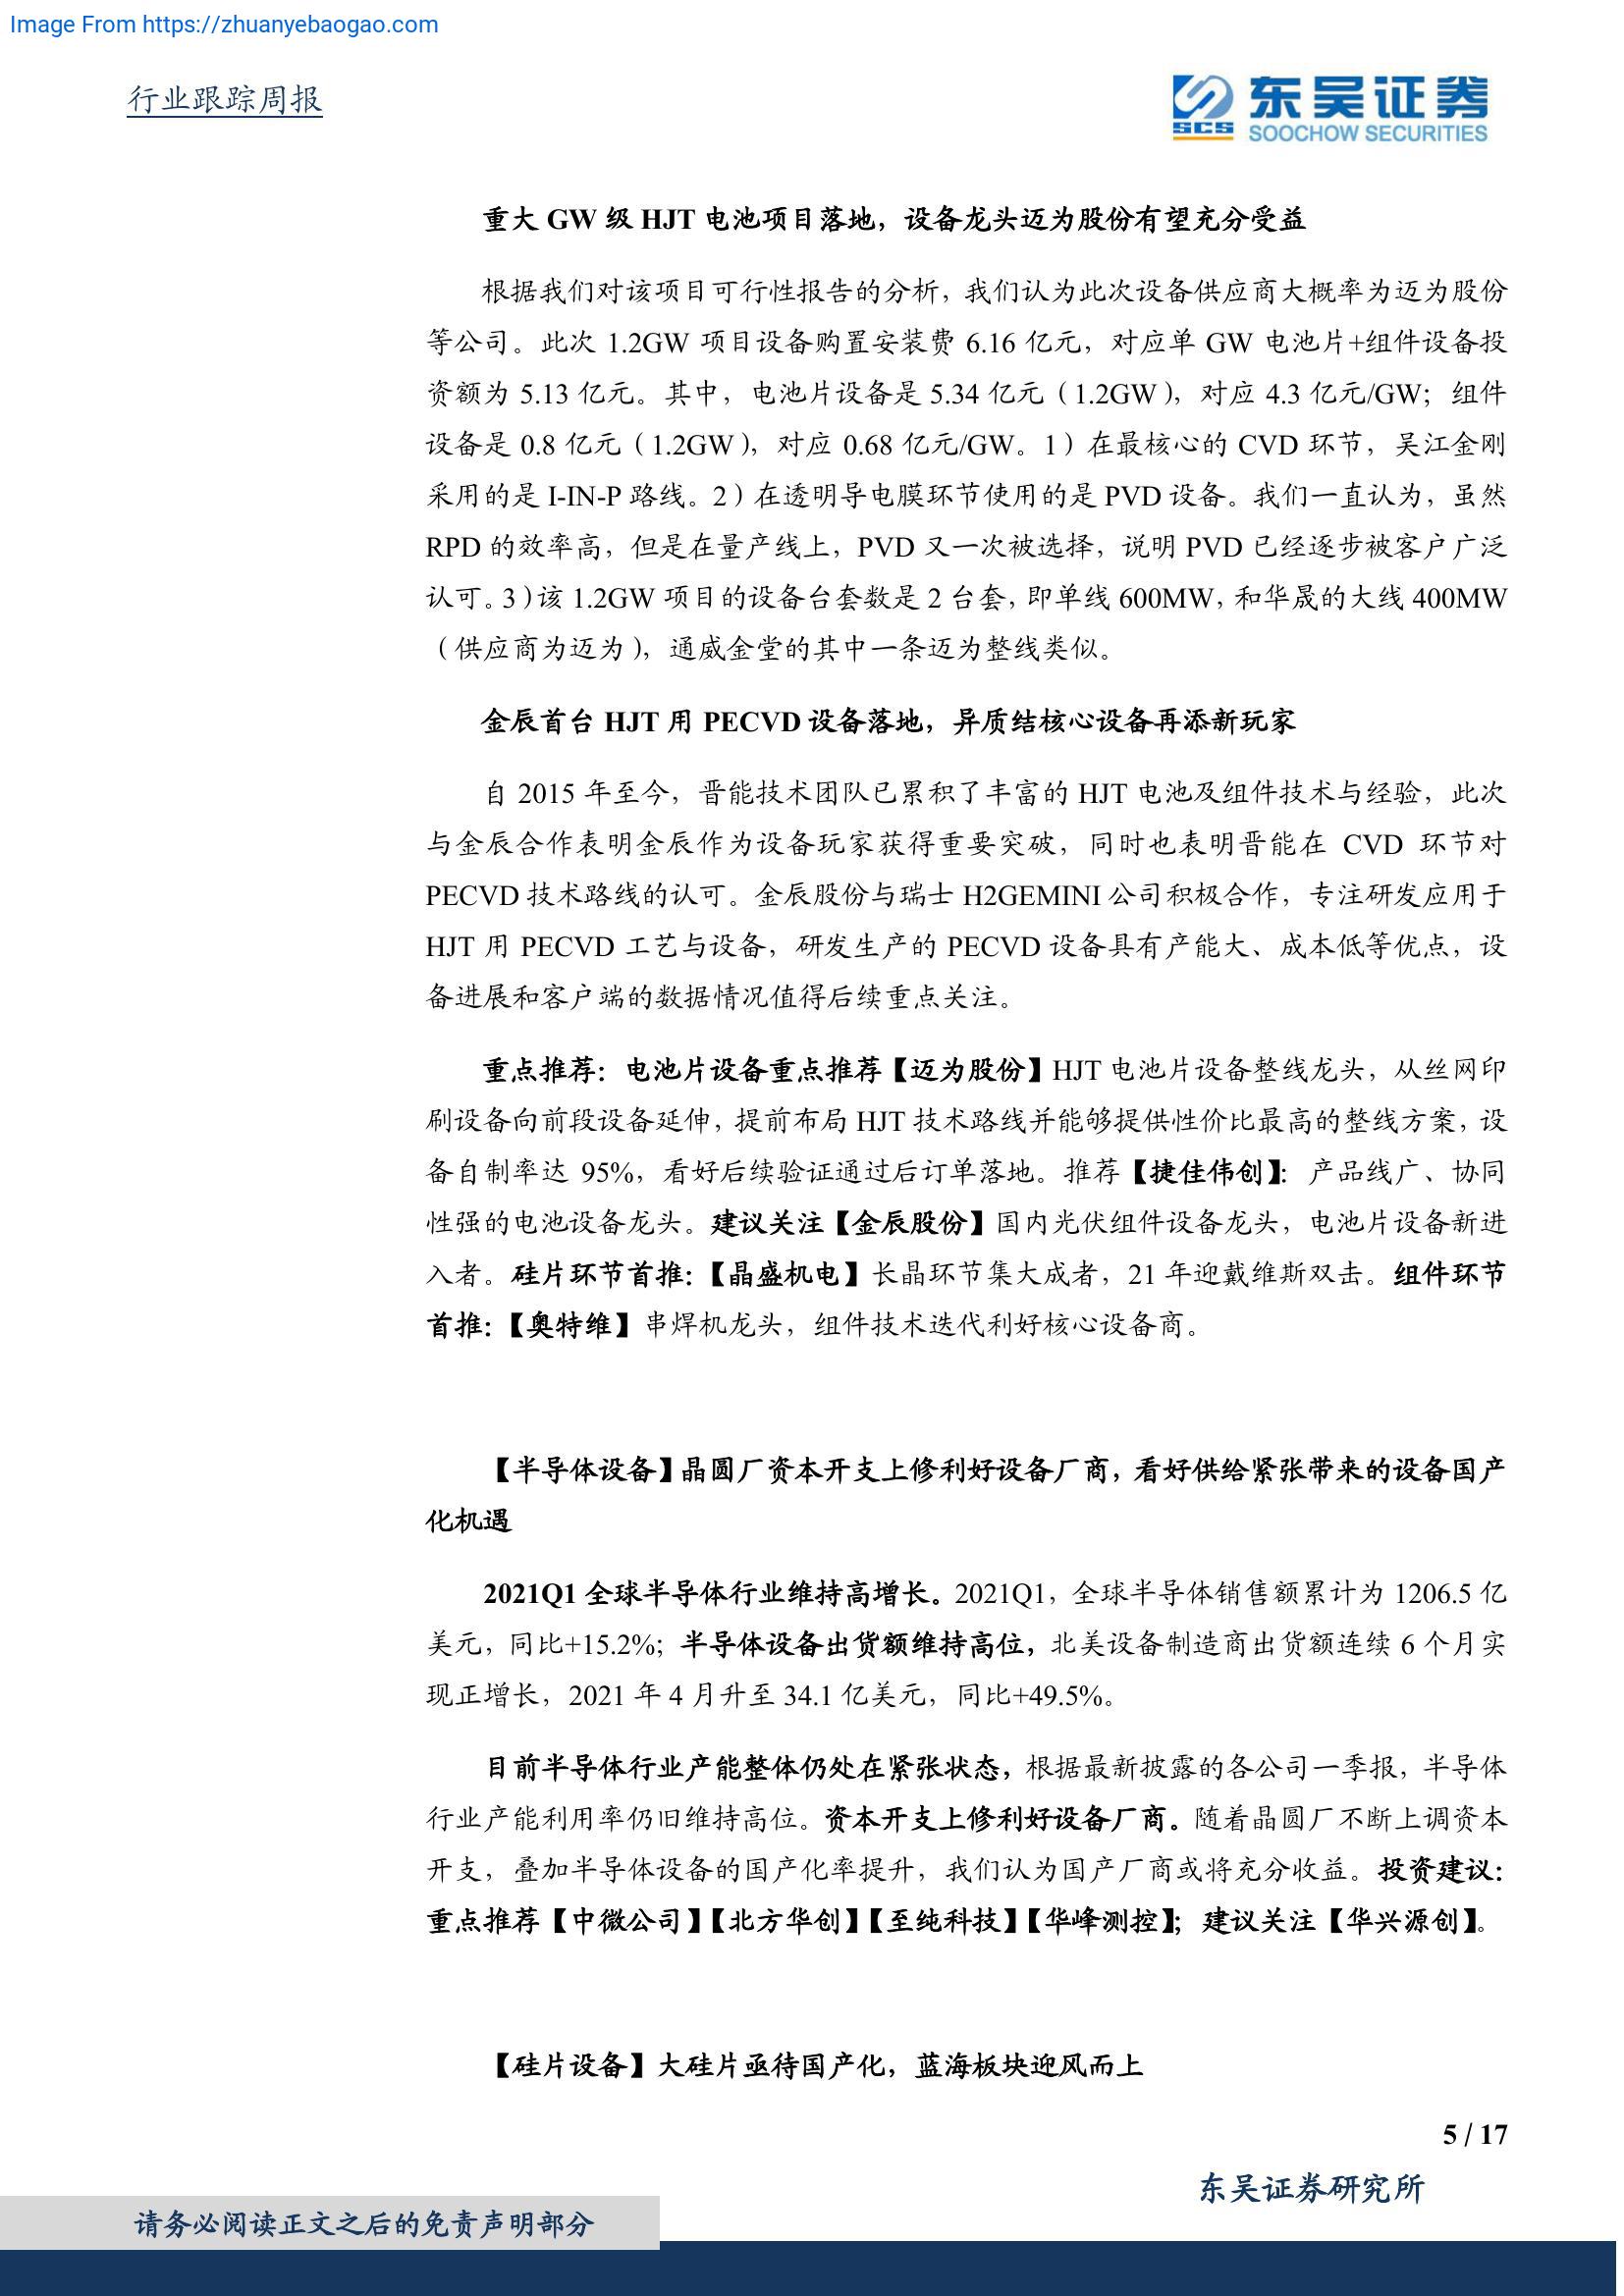 Image From https://zhuanyebaogao.com
行业跟踪周报
东吴证券
SCS
SOOCHOW SECURITIES
重大 GW 级 HJT 电池项目落地，设备龙头迈为股份有望充分受益
根据我们对该项目可行性报告的分析，我们认为此次设备供应商大概率为迈为股份
等公司。此次 1.2GW 项目设备购置安装费 6.16 亿元，对应单 GW 电池片+组件设备投
资额为 5.13 亿元。其中，电池片设备是 5.34 亿元（1.2GW），对应 4.3 亿元/GW；组件
设备是 0.8 亿元（1.2GW），对应 0.68 亿元/GW。1）在最核心的 CVD 环节，吴江金刚
采用的是 I-IN-P 路线。2）在透明导电膜环节使用的是 PVD 设备。我们一直认为，虽然
RPD 的效率高，但是在量产线上，PVD 又一次被选择，说明 PVD 已经逐步被客户广泛
认可。3）该 1.2GW 项目的设备台套数是 2 台套，即单线 600MW，和华晟的大线 400MW
（供应商为迈为），通威金堂的其中一条迈为整线类似。
金辰首台 HJT 用 PECVD 设备落地，异质结核心设备再添新玩家
自 2015 年至今，晋能技术团队已累积了丰富的 HJT 电池及组件技术与经验，此次
与金辰合作表明金辰作为设备玩家获得重要突破，同时也表明晋能在 CVD 环节对
PECVD 技术路线的认可。金辰股份与瑞士 H2GEMINI 公司积极合作，专注研发应用于
HJT 用 PECVD 工艺与设备，研发生产的 PECVD 设备具有产能大、成本低等优点，设
备进展和客户端的数据情况值得后续重点关注。
重点推荐：电池片设备重点推荐【迈为股份】HJT 电池片设备整线龙头，从丝网印
刷设备向前段设备延伸，提前布局 HJT 技术路线并能够提供性价比最高的整线方案，设
备自制率达 95%，看好后续验证通过后订单落地。推荐【捷佳伟创】：产品线广、协同
性强的电池设备龙头。建议关注【金辰股份】国内光伏组件设备龙头，电池片设备新进
入者。硅片环节首推：【晶盛机电】长晶环节集大成者，21 年迎戴维斯双击。组件环节
首推：【奥特维】串焊机龙头，组件技术迭代利好核心设备商。
【半导体设备】晶圆厂资本开支上修利好设备厂商，看好供给紧张带来的设备国产
化机遇
2021Q1 全球半导体行业维持高增长。2021Q1，全球半导体销售额累计为 1206.5 亿
美元，同比+15.2%；半导体设备出货额维持高位，北美设备制造商出货额连续 6 个月实
现正增长，2021 年 4 月升至 34.1 亿美元，同比+49.5%。
目前半导体行业产能整体仍处在紧张状态，根据最新披露的各公司一季报，半导体
行业产能利用率仍旧维持高位。资本开支上修利好设备厂商。随着晶圆厂不断上调资本
开支，叠加半导体设备的国产化率提升，我们认为国产厂商或将充分收益。投资建议：
重点推荐【中微公司】【北方华创】【至纯科技】【华峰测控】；建议关注【华兴源创】。
【硅片设备】大硅片亟待国产化，蓝海板块迎风而上
5 / 17
东吴证券研究所
请务必阅读正文之后的免责声明部分